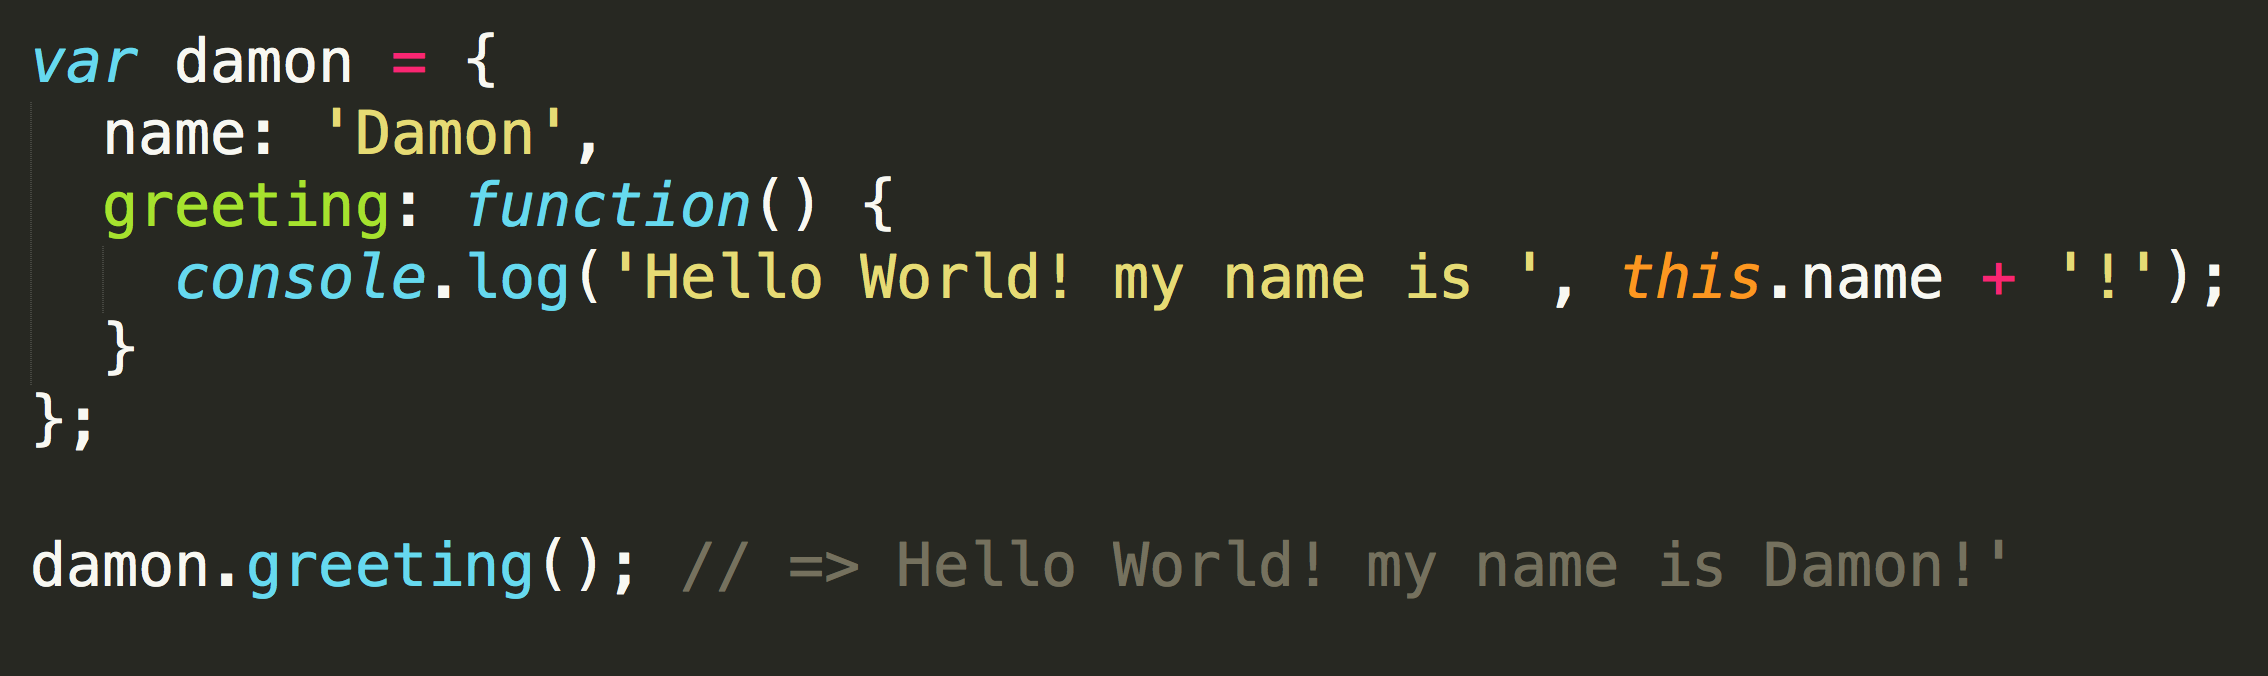 var damon = {
  name: 'Damon',
  greeting: function() {
    console.log('Hello World! my name is ', this.name + '!');
  }
};

damon.greeting(); // => Hello World! my name is Damon!'